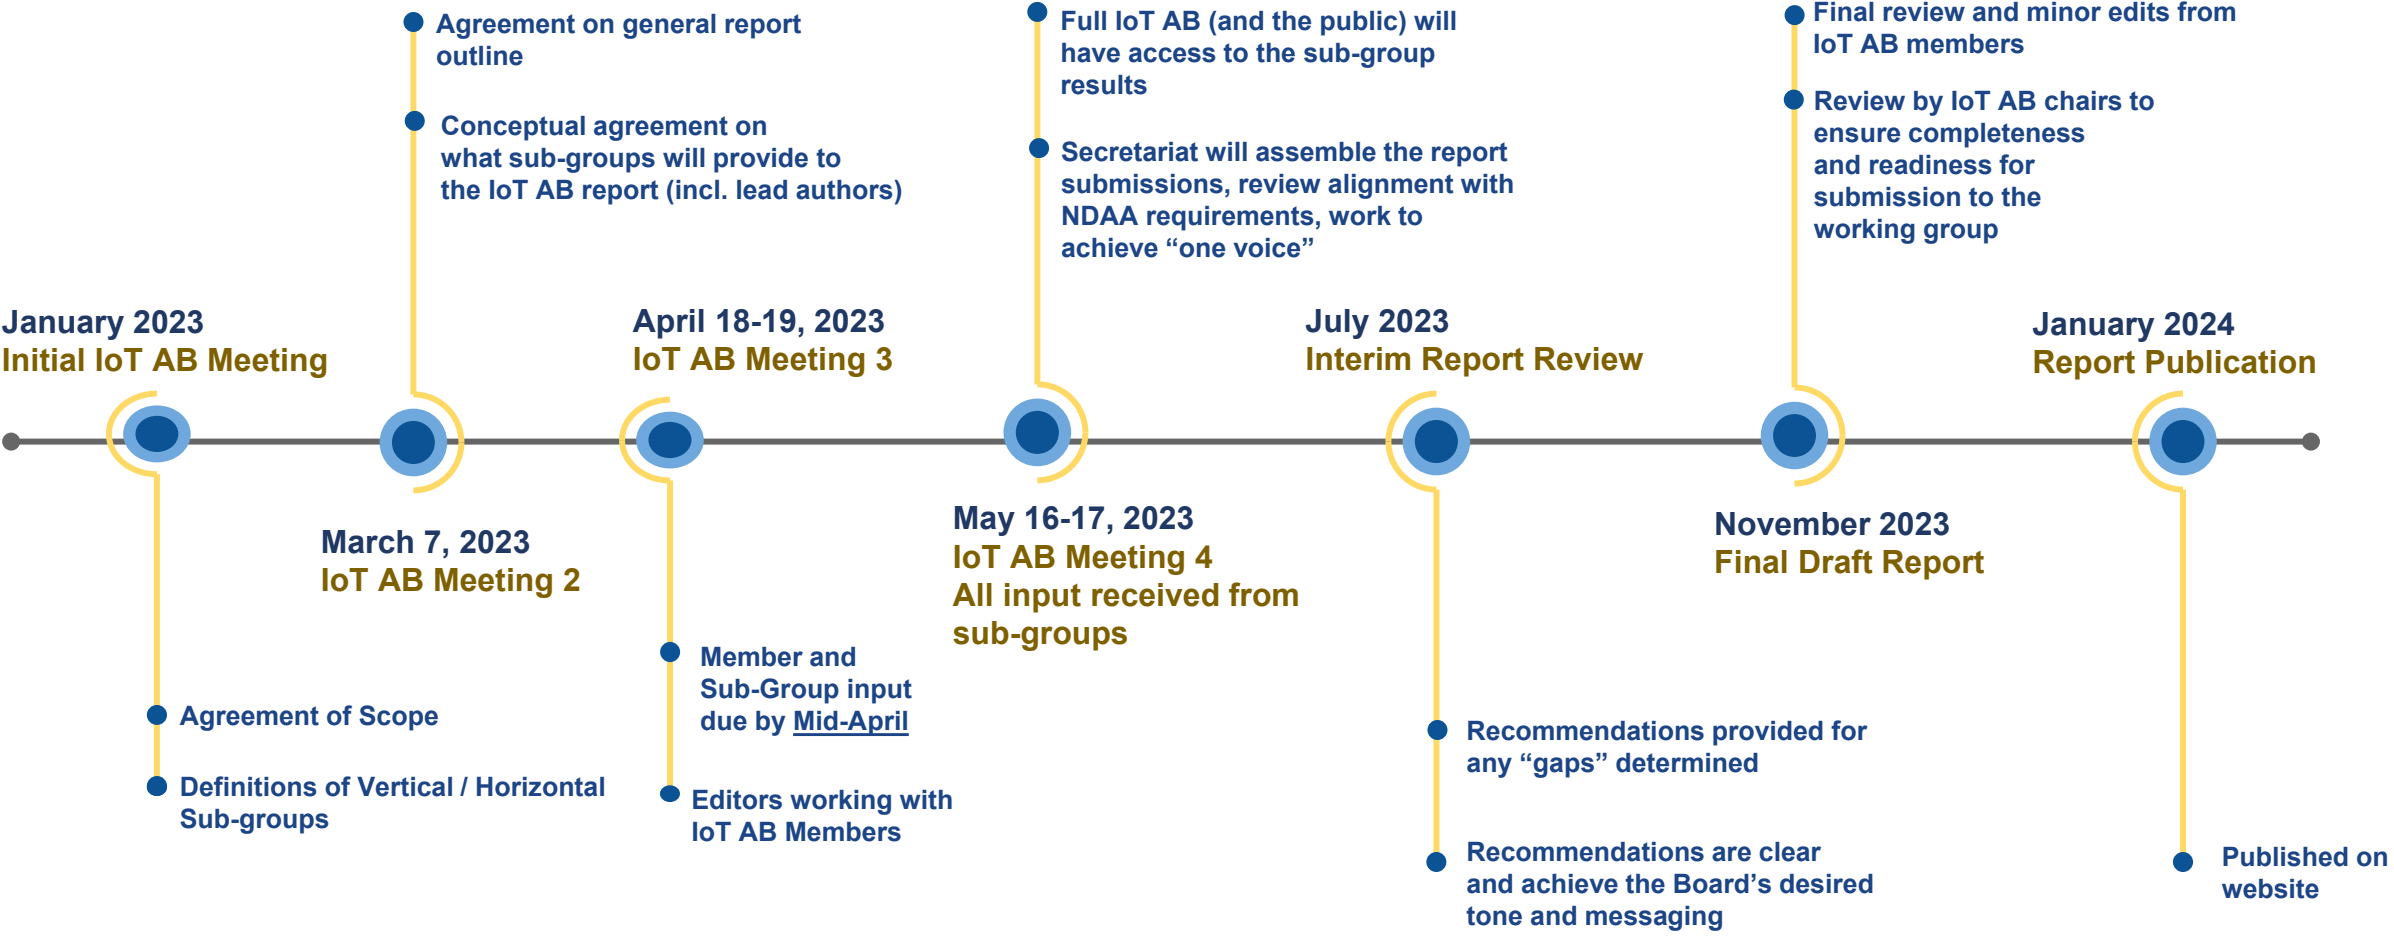 Agreement on general report
outline
Conceptual agreement on
what sub-groups will provide to
the IoT AB report (incl. lead authors)
Full IoT AB (and the public) will
have access to the sub-group
results
Secretariat will assemble the report
submissions, review alignment with
NDAA requirements, work to
achieve “one voice”
Final review and minor edits from
IoT AB members
Review by IoT AB chairs to
ensure completeness
and readiness for
submission to the
working group
January 2023
Initial IoT AB Meeting
April 18-19, 2023
IoT AB Meeting 3
July 2023
Interim Report Review
January 2024
Report Publication
March 7, 2023
IoT AB Meeting 2
May 16-17, 2023
IoT AB Meeting 4
All input received from
sub-groups
November 2023
Final Draft Report
Agreement of Scope
Definitions of Vertical / Horizontal
Sub-groups
Member and
Sub-Group input
due by Mid-April
Editors working with
IoT AB Members
Recommendations provided for
any “gaps” determined
Recommendations are clear
and achieve the Board’s desired
tone and messaging
Published on
website